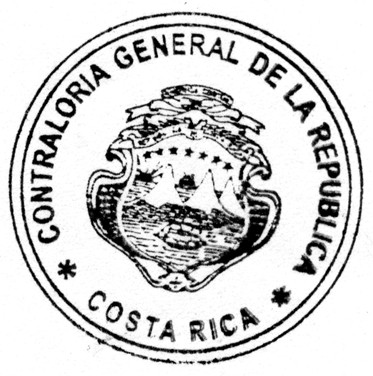 CONTRALORIA GENERAL DE LA REPUBLICA
* COSTA RICA *